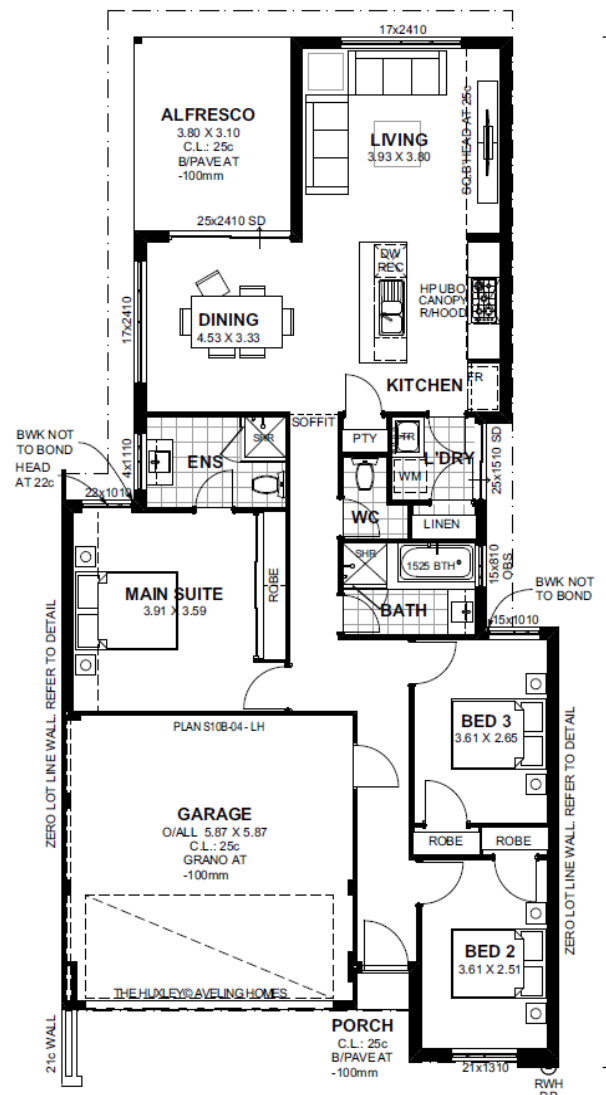 17x2410
ALFRESCO
3.80 X 3.10
C.L.: 25c
B/PAVE AT
-100mm
LIVING
3.93 X 3.80
SQ.B'HEAD AT 25c
25x2410 SD
DW
REC
HP UBO
CANOPY
R/HOOD
17x2410
DINING
4.53 X 3.33
KITCHEN
FR
SOFFIT
BWK NOT
TO BOND
HEAD
AT 22c
4x1110
ENS
SHR
PTY
TR
L'DRY
25x1510 SD
WM
22x1010
WC
LINEN
ROBE
SHR
1525 BTH
15x810
OBS
BWK NOT
TO BOND
MAIN SUITE
3.91 X 3.59
BATH
15x1010
ZERO LOT LINE WALL. REFER TO DETAIL
PLAN S10B-04 - LH
BED 3
3.61 X 2.65
ZERO LOT LINE WALL. REFER TO DETAIL
GARAGE
O/ALL 5.87 X 5.87
C.L.: 25c
GRANO AT
-100mm
ROBE
ROBE
BED 2
3.61 X 2.51
THE HUXLEY© AVELING HOMES
21c WALL
PORCH
C.L.: 25c
B/PAVE AT
-100mm
21x1310
RWH